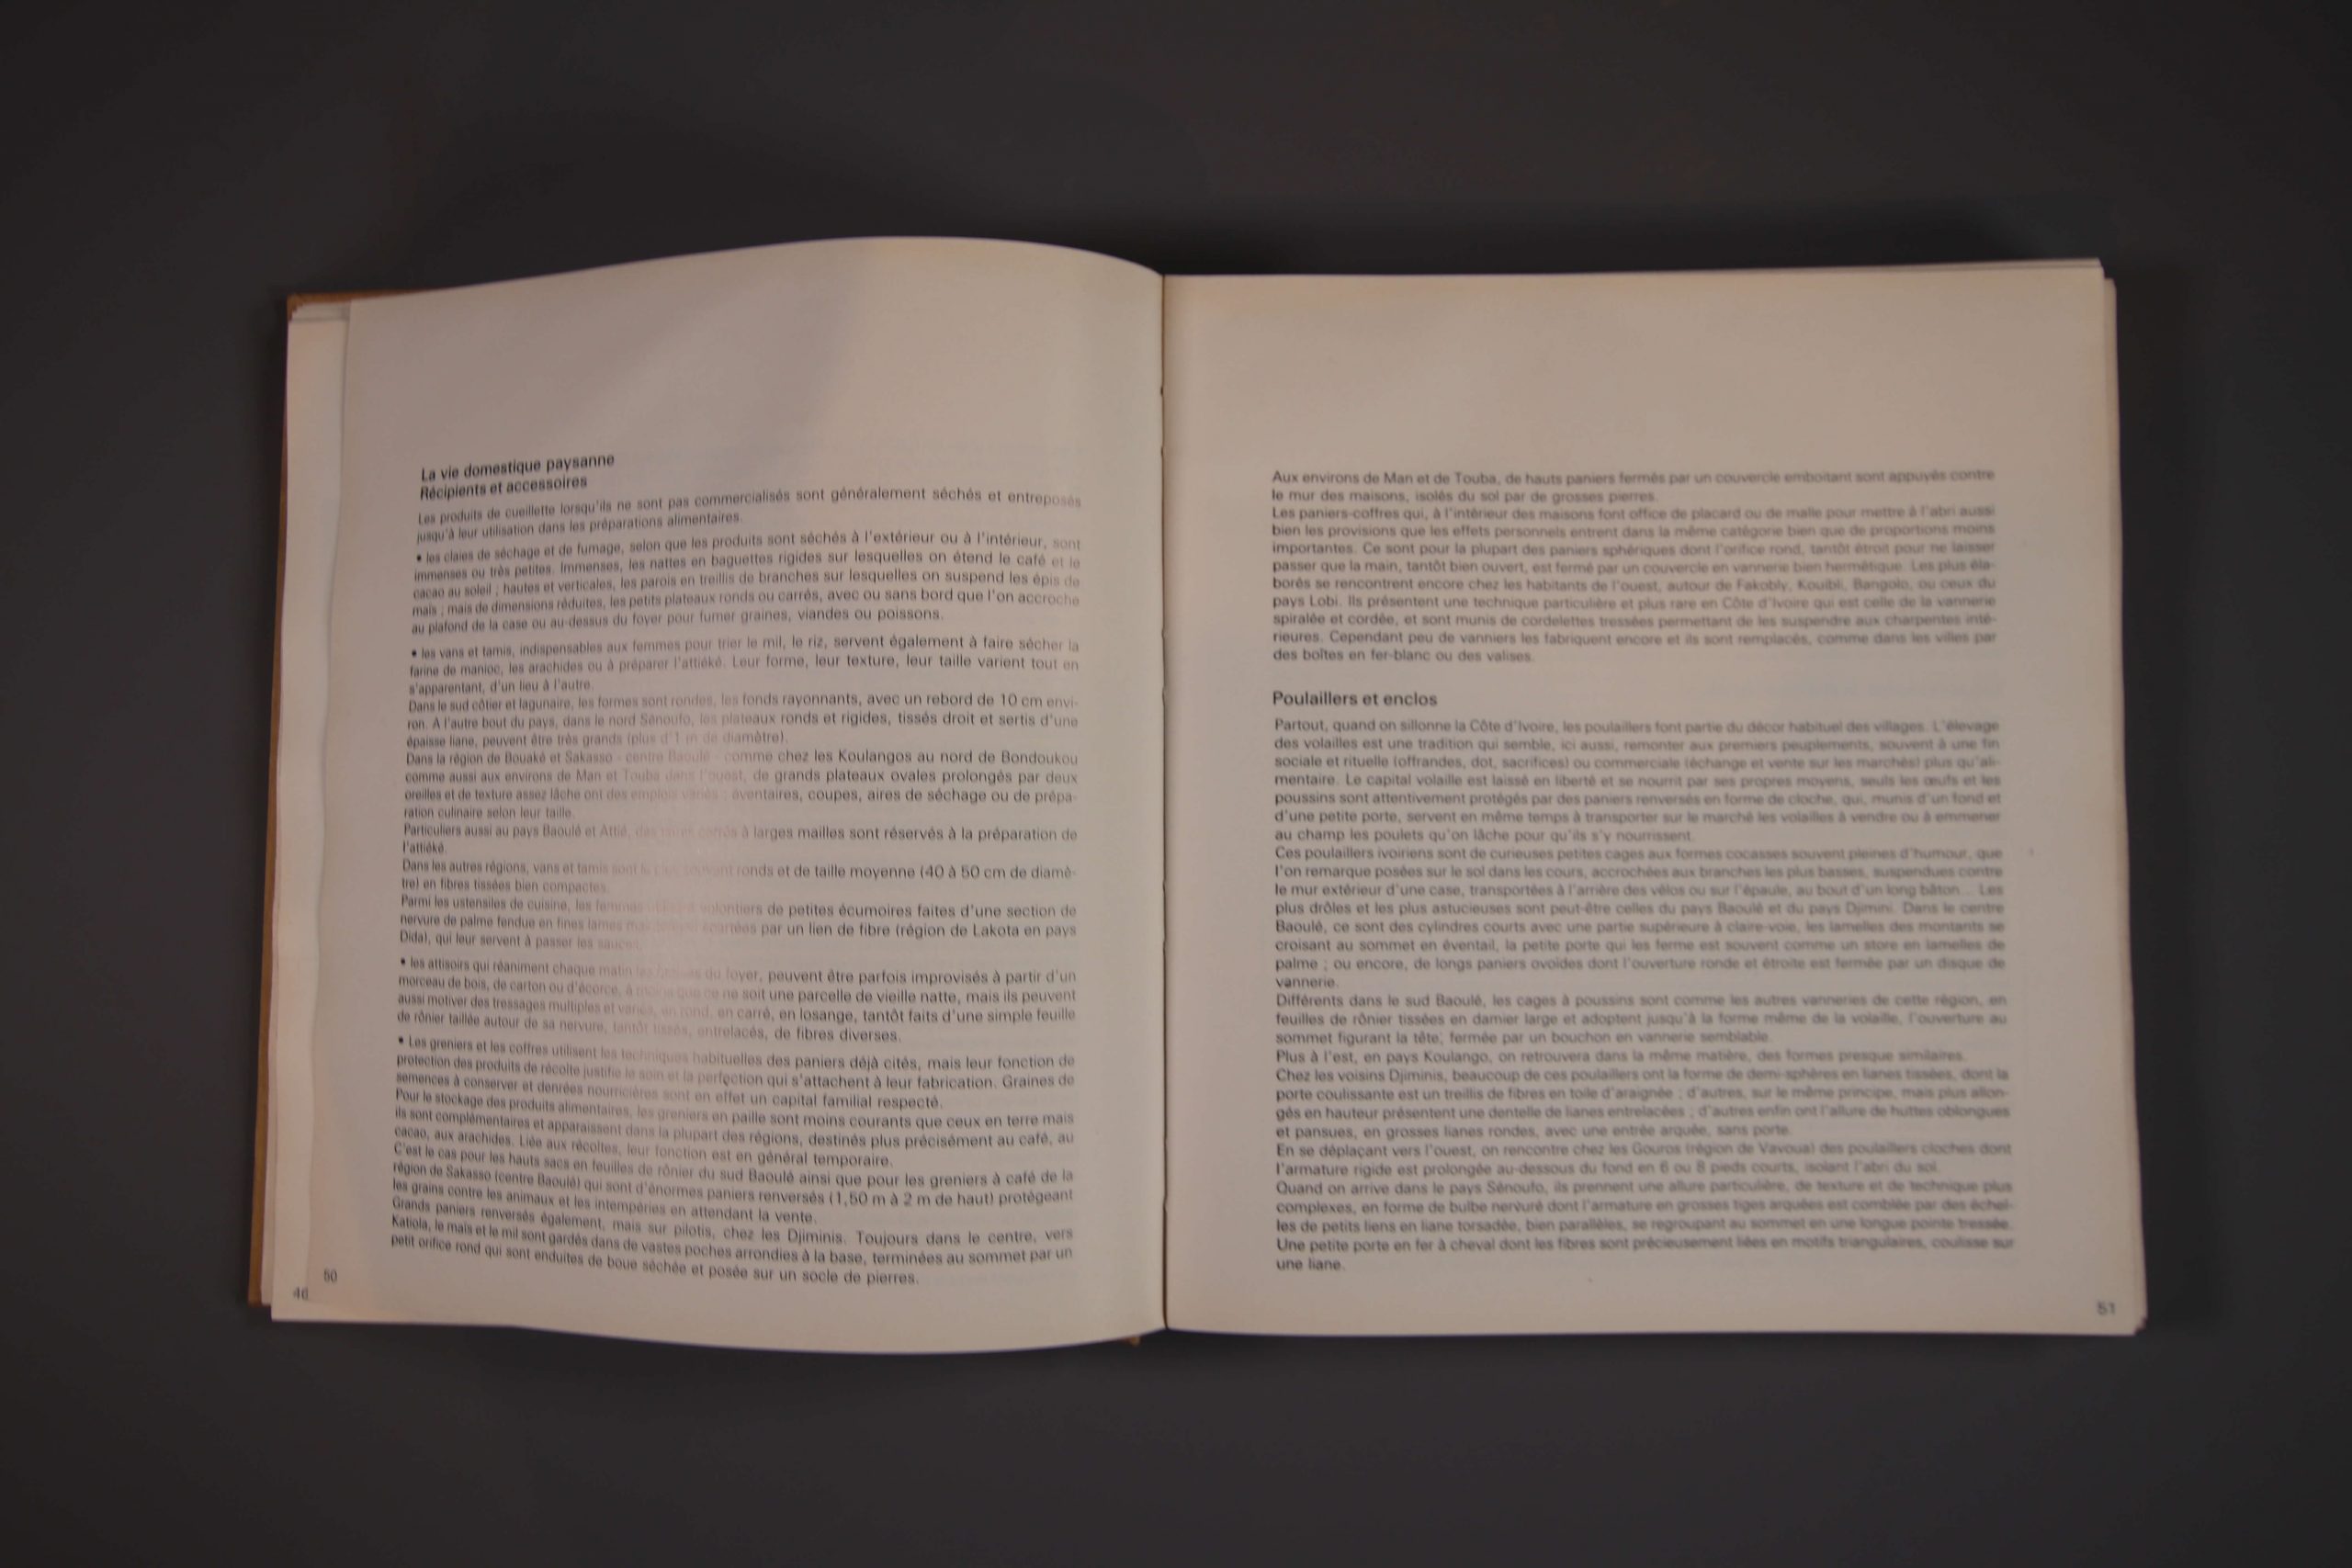 La vie domestique paysanne
Récipients et accessoires
Les produits de cueillette lorsqu'ils ne sont pas commercialisés sont généralement séchés et entreposés
jusqu'à leur utilisation dans les préparations alimentaires.
• les claies de séchage et de fumage, selon que les produits sont séchés à l'extérieur ou à l'intérieur, sont
immenses ou très petites. Immenses, les nattes en baguettes rigides sur lesquelles on étend le café et le
cacao au soleil ; hautes et verticales, les parois en treillis de branches sur lesquelles on suspend les épis de
maïs ; mais de dimensions réduites, les petits plateaux ronds ou carrés, avec ou sans bord que l'on accroche
au plafond de la case ou au-dessus du foyer pour fumer graines, viandes ou poissons.
• les vans et tamis, indispensables aux femmes pour trier le mil, le riz, servent également à faire sécher la
farine de manioc, les arachides ou à préparer l'attiéké. Leur forme, leur texture, leur taille varient tout en
s'apparentant, d'un lieu à l'autre.
Dans le sud côtier et lagunaire, les formes sont rondes, les fonds rayonnants, avec un rebord de 10 cm envi-
ron. A l'autre bout du pays, dans le nord Sénoufo, les plateaux ronds et rigides, tissés droit et sertis d'une
épaisse liane, peuvent être très grands (plus d'1 m de diamètre).
Dans la région de Bouaké et Sakasso - centre Baoulé - comme chez les Koulangos au nord de Bondoukou
comme aussi aux environs de Man et Touba dans l'ouest, de grands plateaux ovales prolongés par deux
oreilles et de texture assez lâche ont des emplois variés : éventaires, coupes, aires de séchage ou de prépa-
ration culinaire selon leur taille.
Particuliers aussi au pays Baoulé et Attié, des carrés à larges mailles sont réservés à la préparation de
l'attiéké.
Dans les autres régions, vans et tamis sont le plus souvent ronds et de taille moyenne (40 à 50 cm de diamè-
tre) en fibres tissées bien compactes.
Parmi les ustensiles de cuisine, les femmes volontiers de petites écumoires faites d'une section de
nervure de palme fendue en fines lames écartées par un lien de fibre (région de Lakota en pays
Dida), qui leur servent à passer les sauces.
• les attisoirs qui réaniment chaque matin les braises du foyer, peuvent être parfois improvisés à partir d'un
morceau de bois, de carton ou d'écorce, à moins que ce ne soit une parcelle de vieille natte, mais ils peuvent
aussi motiver des tressages multiples et variés, en rond, en carré, en losange, tantôt faits d'une simple feuille
de rônier taillée autour de sa nervure, tantôt tissés, entrelacés, de fibres diverses.
• Les greniers et les coffres utilisent les techniques habituelles des paniers déjà cités, mais leur fonction de
protection des produits de récolte justifie le soin et la perfection qui s'attachent à leur fabrication. Graines de
semences à conserver et denrées nourricières sont en effet un capital familial respecté.
Pour le stockage des produits alimentaires, les greniers en paille sont moins courants que ceux en terre mais
ils sont complémentaires et apparaissent dans la plupart des régions, destinés plus précisément au café, au
cacao, aux arachides. Liée aux récoltes, leur fonction est en général temporaire.
C'est le cas pour les hauts sacs en feuilles de rônier du sud Baoulé ainsi que pour les greniers à café de la
région de Sakasso (centre Baoulé) qui sont d'énormes paniers renversés (1,50 m à 2 m de haut) protégeant
les grains contre les animaux et les intempéries en attendant la vente.
Grands paniers renversés également, mais sur pilotis, chez les Djiminis. Toujours dans le centre, vers
Katiola, le maïs et le mil sont gardés dans de vastes poches arrondies à la base, terminées au sommet par un
petit orifice rond qui sont enduites de boue séchée et posée sur un socle de pierres.
50
46
Aux environs de Man et de Touba, de hauts paniers fermés par un couvercle emboîtant sont appuyés contre
le mur des maisons, isolés du sol par de grosses pierres.
Les paniers-coffres qui, à l'intérieur des maisons font office de placard ou de malle pour mettre à l'abri aussi
bien les provisions que les effets personnels entrent dans la même catégorie bien que de proportions moins
importantes. Ce sont pour la plupart des paniers sphériques dont l'orifice rond, tantôt étroit pour ne laisser
passer que la main, tantôt bien ouvert, est fermé par un couvercle en vannerie bien hermétique. Les plus éla-
borés se rencontrent encore chez les habitants de l'ouest, autour de Fakobly, Kouibli, Bangolo, ou ceux du
pays Lobi. Ils présentent une technique particulière et plus rare en Côte d'Ivoire qui est celle de la vannerie
spiralée et cordée, et sont munis de cordelettes tressées permettant de les suspendre aux charpentes inté-
rieures. Cependant peu de vanniers les fabriquent encore et ils sont remplacés, comme dans les villes par
des boîtes en fer-blanc ou des valises.
Poulaillers et enclos
Partout, quand on sillonne la Côte d'Ivoire, les poulaillers font partie du décor habituel des villages. L'élevage
des volailles est une tradition qui semble, ici aussi, remonter aux premiers peuplements, souvent à une fin
sociale et rituelle (offrandes, dot, sacrifices) ou commerciale (échange et vente sur les marchés) plus qu'ali-
mentaire. Le capital volaille est laissé en liberté et se nourrit par ses propres moyens, seuls les œufs et les
poussins sont attentivement protégés par des paniers renversés en forme de cloche, qui, munis d'un fond et
d'une petite porte, servent en même temps à transporter sur le marché les volailles à vendre ou à emmener
au champ les poulets qu'on lâche pour qu'ils s'y nourrissent.
Ces poulaillers ivoiriens sont de curieuses petites cages aux formes cocasses souvent pleines d'humour, que
l'on remarque posées sur le sol dans les cours, accrochées aux branches les plus basses, suspendues contre
le mur extérieur d'une case, transportées à l'arrière des vélos ou sur l'épaule, au bout d'un long bâton... Les
plus drôles et les plus astucieuses sont peut-être celles du pays Baoulé et du pays Djimini. Dans le centre
Baoulé, ce sont des cylindres courts avec une partie supérieure à claire-voie, les lamelles des montants se
croisant au sommet en éventail, la petite porte qui les ferme est souvent comme un store en lamelles de
palme ; ou encore, de longs paniers ovoïdes dont l'ouverture ronde et étroite est fermée par un disque de
vannerie.
Différents dans le sud Baoulé, les cages à poussins sont comme les autres vanneries de cette région, en
feuilles de rônier tissées en damier large et adoptent jusqu'à la forme même de la volaille, l'ouverture au
sommet figurant la tête, fermée par un bouchon en vannerie semblable.
Plus à l'est, en pays Koulango, on retrouvera dans la même matière, des formes presque similaires.
Chez les voisins Djiminis, beaucoup de ces poulaillers ont la forme de demi-sphères en lianes tissées, dont la
porte coulissante est un treillis de fibres en toile d'araignée ; d'autres, sur le même principe, mais plus allon-
gés en hauteur présentent une dentelle de lianes entrelacées ; d'autres enfin ont l'allure de huttes oblongues
et pansues, en grosses lianes rondes, avec une entrée arquée, sans porte.
En se déplaçant vers l'ouest, on rencontre chez les Gouros (région de Vavoua) des poulaillers cloches dont
l'armature rigide est prolongée au-dessous du fond en 6 ou 8 pieds courts, isolant l'abri du sol.
Quand on arrive dans le pays Sénoufo, ils prennent une allure particulière, de texture et de technique plus
complexes, en forme de bulbe nervuré dont l'armature en grosses tiges arquées est comblée par des échel-
les de petits liens en liane torsadée, bien parallèles, se regroupant au sommet en une longue pointe tressée.
Une petite porte en fer à cheval dont les fibres sont précieusement liées en motifs triangulaires, coulisse sur
une liane.
51